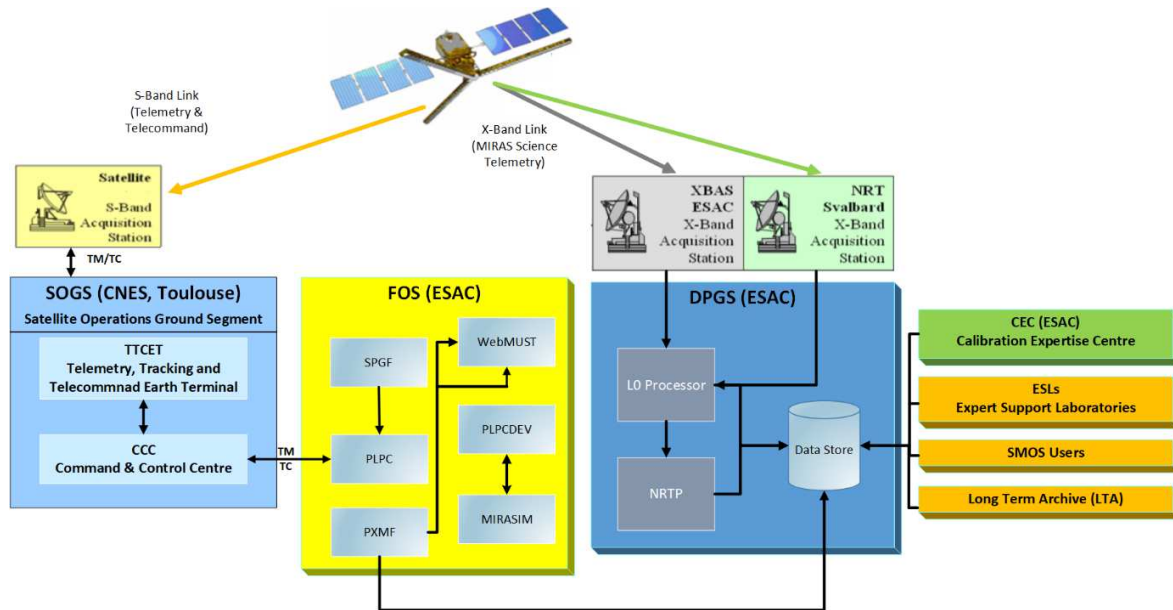 S-Band Link
(Telemetry &
Telecommand)
X-Band Link
(MIRAS Science
Telemetry)
Satellite
S-Band
Acquisition
Station
XBAS
ESAC
X-Band
Acquisition
Station
NRT
Svalbard
X-Band
Acquisition
Station
TM/TC
SOGS (CNES, Toulouse)
Satellite Operations Ground Segment
TTCET
Telemetry, Tracking and
Telecommnad Earth Terminal
CCC
Command & Control Centre
TM
TC
FOS (ESAC)
SPGF
WebMUST
PLPC
PLPCDEV
PXMF
MIRASIM
DPGS (ESAC)
L0 Processor
NRTP
Data Store
CEC (ESAC)
Calibration Expertise Centre
ESLs
Expert Support Laboratories
SMOS Users
Long Term Archive (LTA)